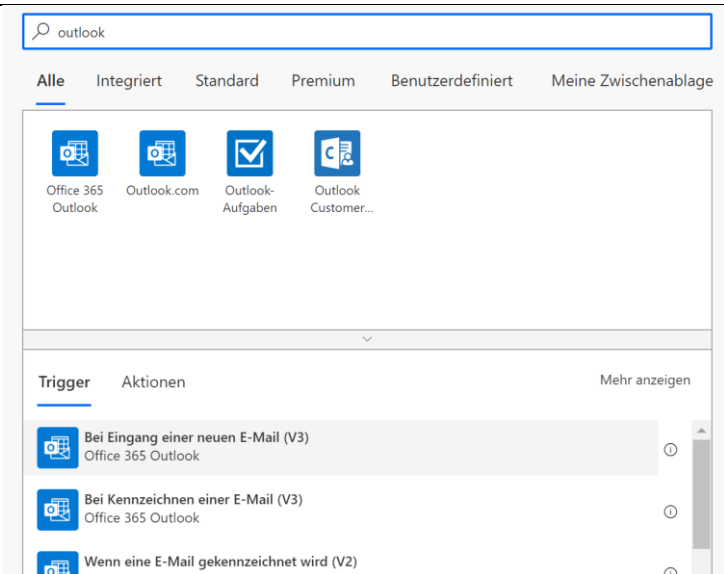 outlook
Alle Integriert Standard Premium Benutzerdefiniert Meine Zwischenablage
Office 365
Outlook
Outlook.com
Outlook-
Aufgaben
Outlook
Customer...
Trigger Aktionen Mehr anzeigen
Bei Eingang einer neuen E-Mail (V3)
Office 365 Outlook
Bei Kennzeichnen einer E-Mail (V3)
Office 365 Outlook
Wenn eine E-Mail gekennzeichnet wird (V2)